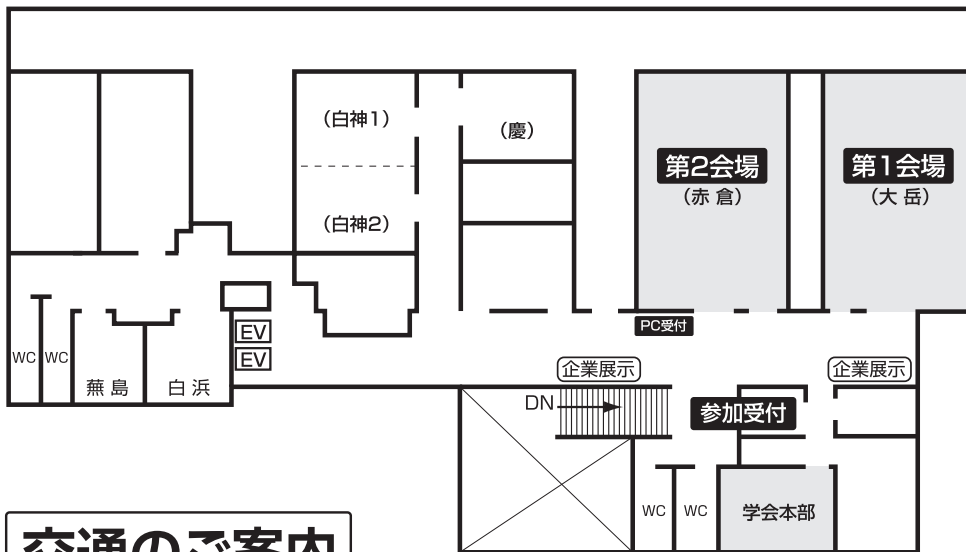 (白神1)
(慶)
第2会場
(赤 倉)
第1会場
(大 岳)
(白神2)
PC受付
EV
EV
WC
WC
蕪 島
白 浜
企業展示
企業展示
DN
参加受付
WC
WC
学会本部
交通のご案内